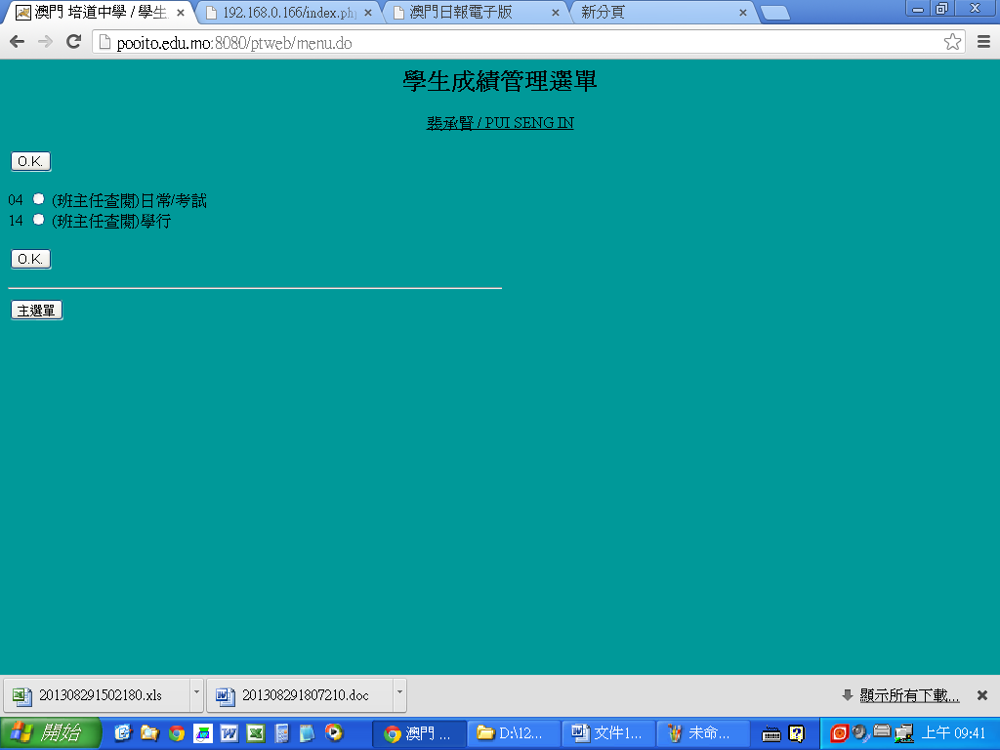 澳門 培道中學 / 學生
192.168.0.166/index.ph
澳門日報電子版
新分頁
pooito.edu.mo:8080/ptweb/menu.do
學生成績管理選單
裴承賢 / PUI SENG IN
O.K.
04 (班主任查閱)日常/考試
14 (班主任查閱)學行
O.K.
主選單
201308291502180.xls
201308291807210.doc
顯示所有下載...
開始
澳門 ...
D:\12...
文件1...
未命...
上午 09:41